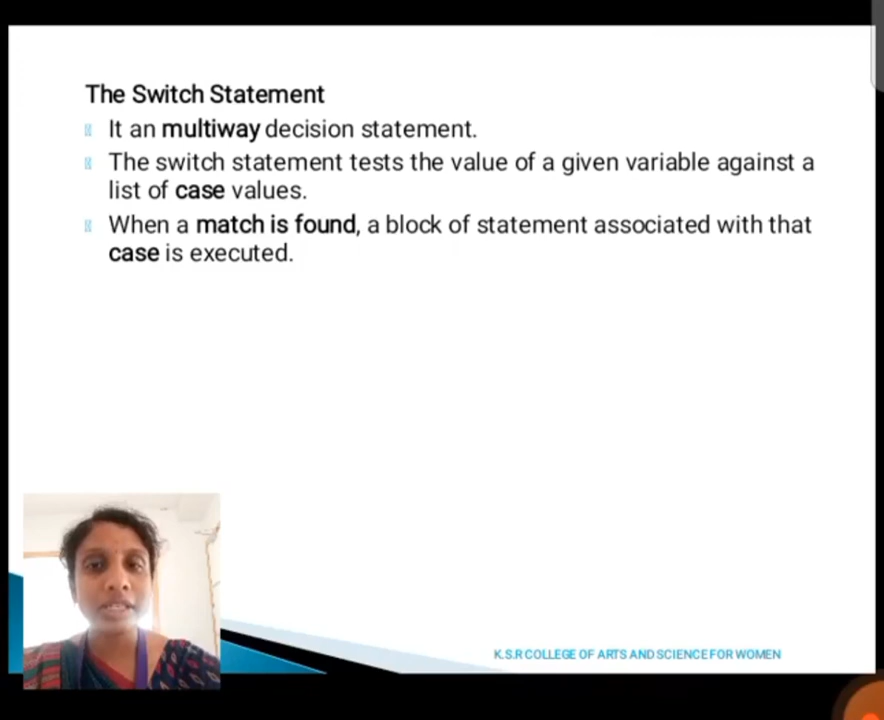 The Switch Statement
It an multiway decision statement.
The switch statement tests the value of a given variable against a
list of case values.
When a match is found, a block of statement associated with that
case is executed.
K.S.R COLLEGE OF ARTS AND SCIENCE FOR WOMEN